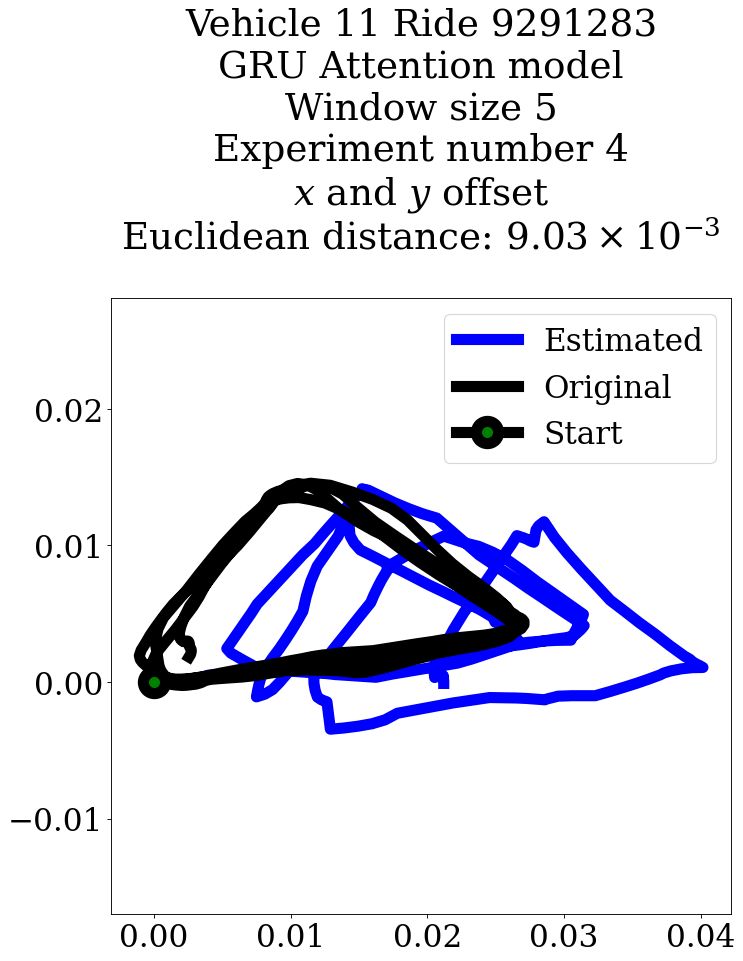 Vehicle 11 Ride 9291283
GRU Attention model
Window size 5
Experiment number 4
x and y offset
Euclidean distance: 9.03 × 10⁻³
Estimated
Original
Start
0.02
0.01
0.00
−0.01
0.00 0.01 0.02 0.03 0.04